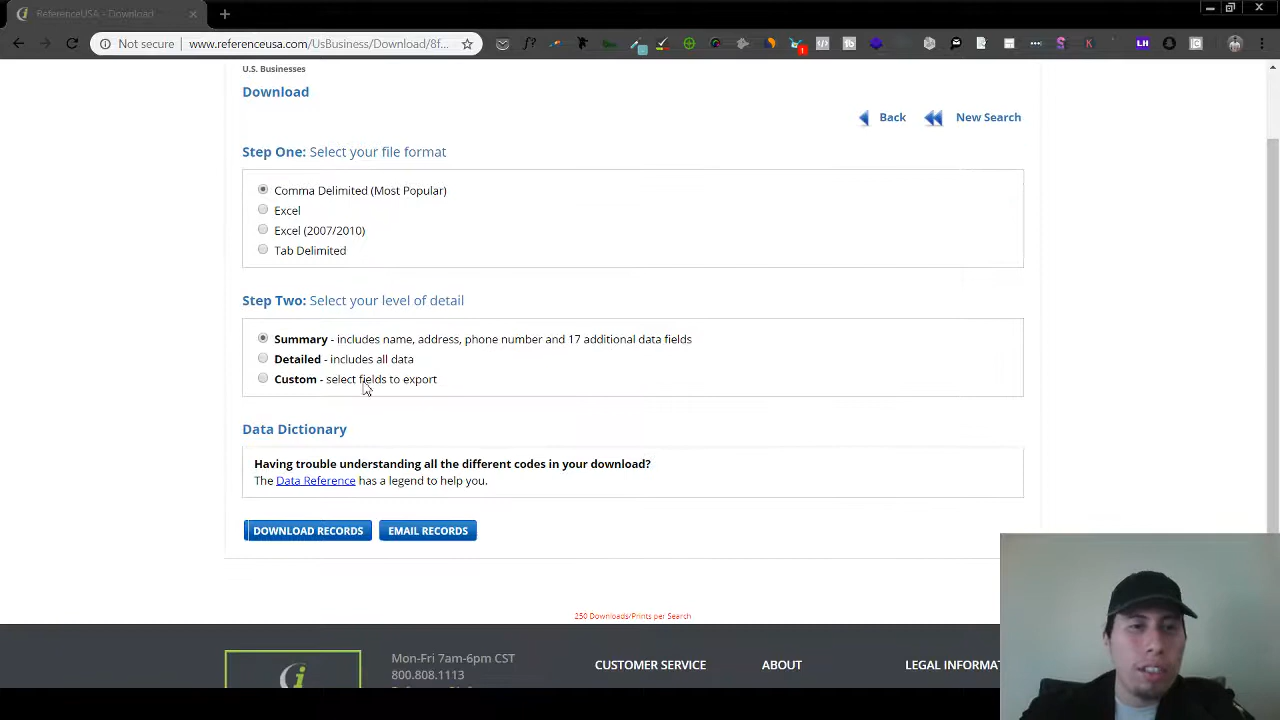 ReferenceUSA - Download
Not secure | www.referenceusa.com/UsBusiness/Download/8f...
U.S. Businesses
Download
Back
New Search
Step One: Select your file format
Comma Delimited (Most Popular)
Excel
Excel (2007/2010)
Tab Delimited
Step Two: Select your level of detail
Summary - includes name, address, phone number and 17 additional data fields
Detailed - includes all data
Custom - select fields to export
Data Dictionary
Having trouble understanding all the different codes in your download?
The Data Reference has a legend to help you.
DOWNLOAD RECORDS
EMAIL RECORDS
250 Downloads/Prints per Search
Mon-Fri 7am-6pm CST
800.808.1113
CUSTOMER SERVICE
ABOUT
LEGAL INFORMAT